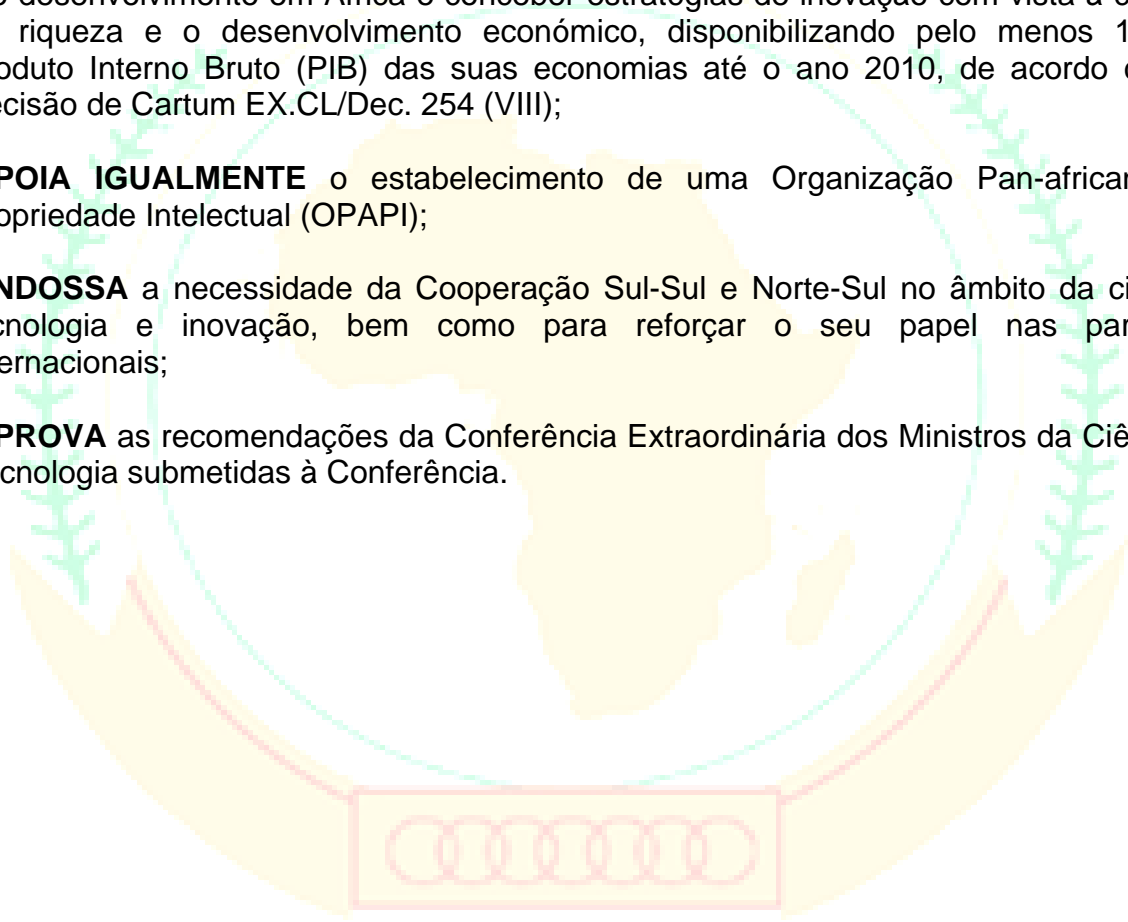 desenvolvimento em África e conceber estratégias de inovação com vista à
riqueza e o desenvolvimento económico, disponibilizando pelo menos 1
oduto Interno Bruto (PIB) das suas economias até o ano 2010, de acordo
ecisão de Cartum EX.CL/Dec. 254 (VIII);
POIA IGUALMENTE o estabelecimento de uma Organização Pan-african
opriedade Intelectual (OPAPI);
NDOSSA a necessidade da Cooperação Sul-Sul e Norte-Sul no âmbito da ci
cnologia e inovação, bem como para reforçar o seu papel nas par
ernacionais;
PROVA as recomendações da Conferência Extraordinária dos Ministros da Ciê
cnologia submetidas à Conferência.